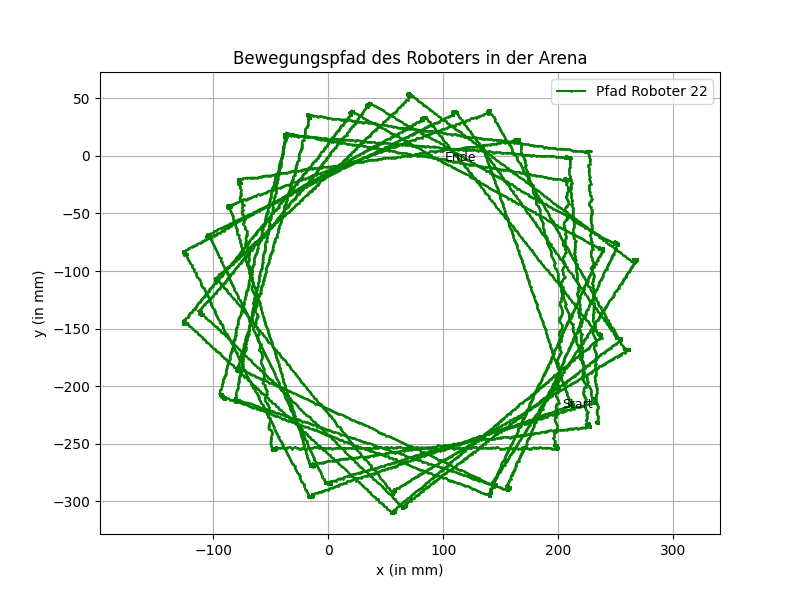 Bewegungspfad des Roboters in der Arena
Pfad Roboter 22
50
0
−50
−100
−150
−200
−250
−300
y (in mm)
Ende
Start
−100
0
100
200
300
x (in mm)